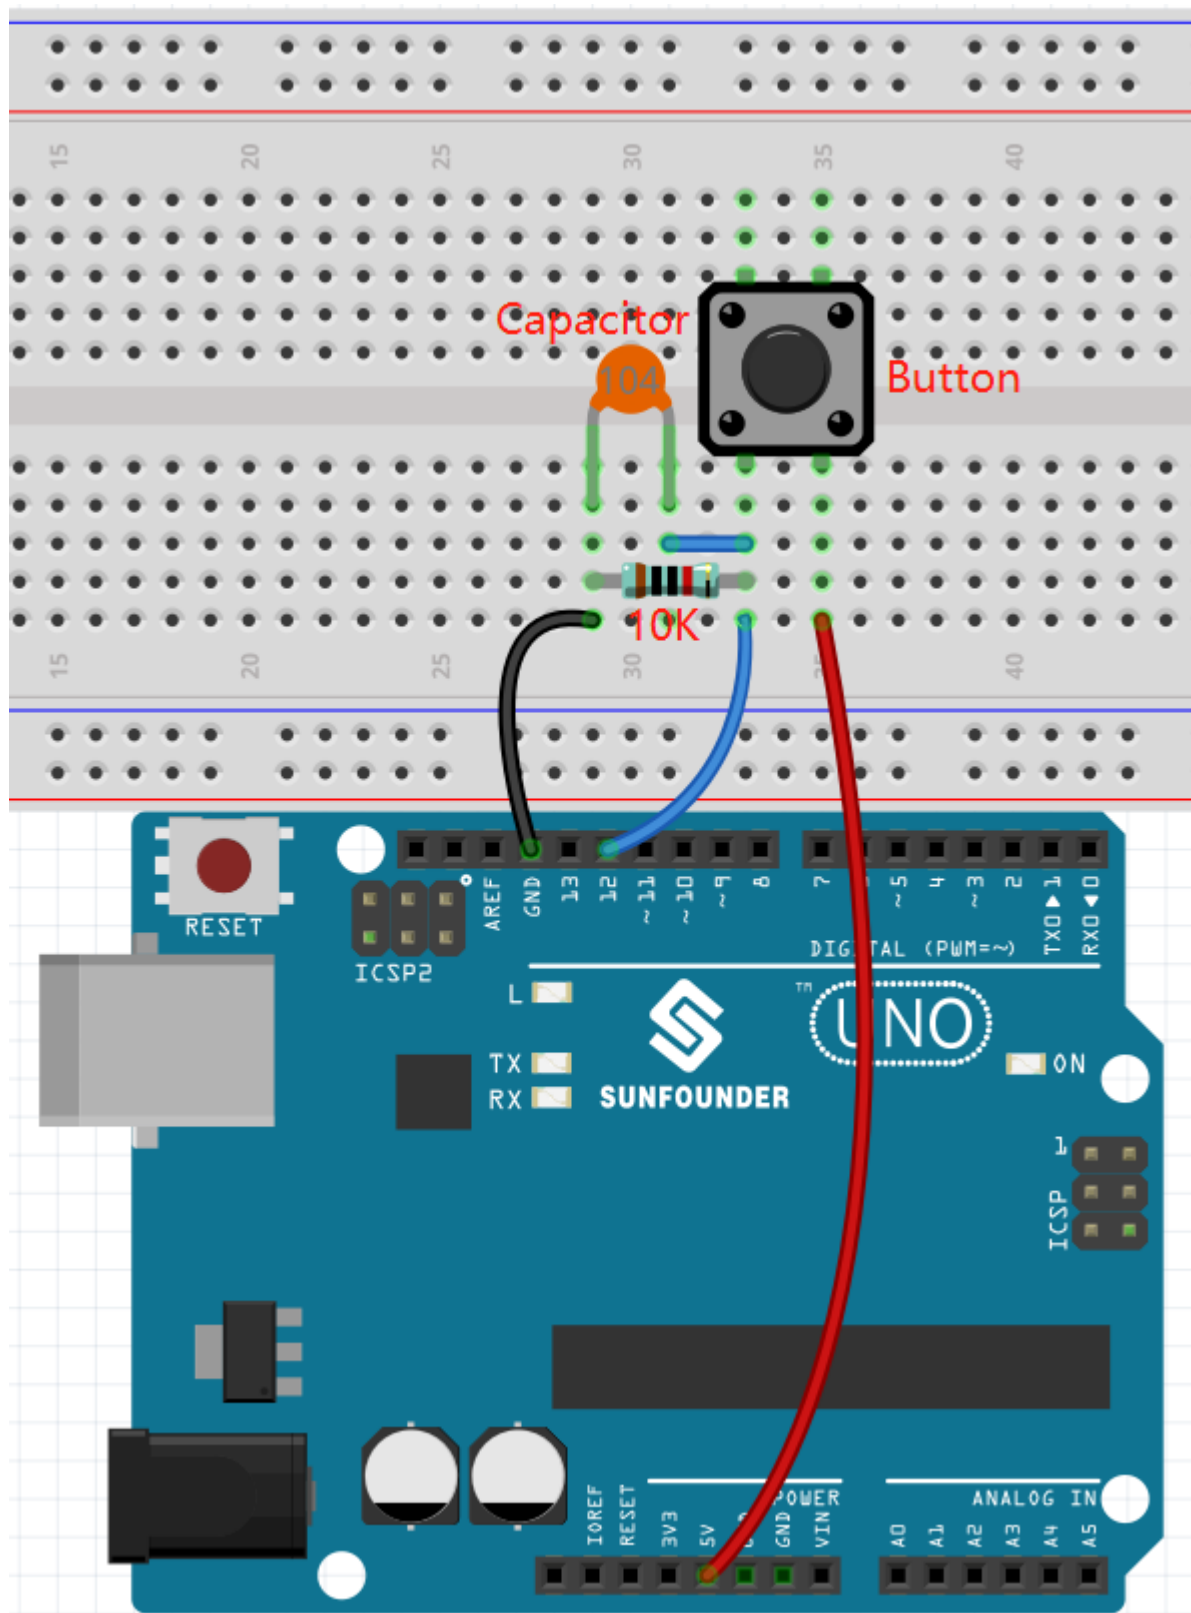 15 20 25 30 35 40
Capacitor
104
Button
10K
15 20 25 30 35 40
RESET
ICSP2
AREF GND 13 12 ~11 ~10 ~9 8 7 ~5 4 ~3 2 TX0▶1 RX0◀0
DIGITAL (PWM=~)
L
TX
RX
SUNFOUNDER
™
UNO
ON
1
ICSP
POWER
ANALOG IN
IOREF RESET 3V3 5V GND VIN A0 A1 A2 A3 A4 A5